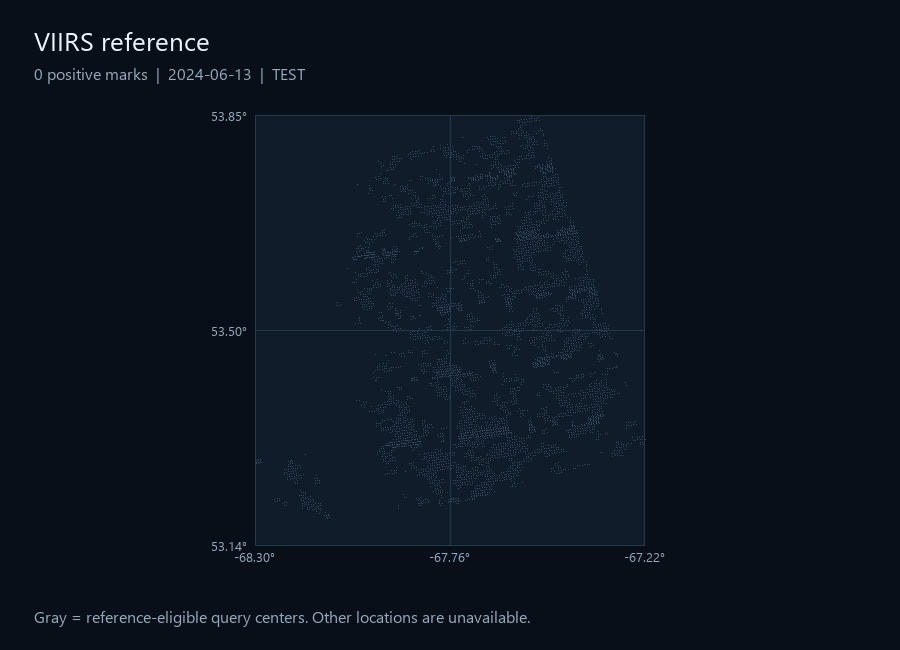 VIIRS reference
0 positive marks | 2024-06-13 | TEST
53.85°
53.50°
53.14°
-68.30°
-67.76°
-67.22°
Gray = reference-eligible query centers. Other locations are unavailable.